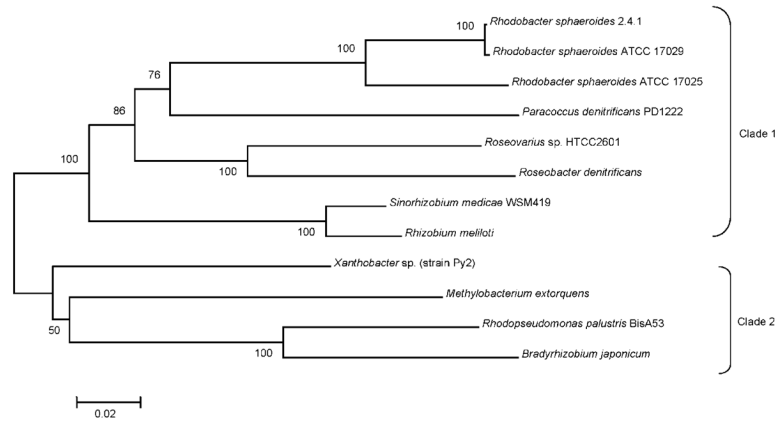 100
Rhodobacter sphaeroides 2.4.1
100
Rhodobacter sphaeroides ATCC 17029
76
Rhodobacter sphaeroides ATCC 17025
86
Paracoccus denitrificans PD1222
Clade 1
Roseovarius sp. HTCC2601
100
100
Roseobacter denitrificans
Sinorhizobium medicae WSM419
100
Rhizobium meliloti
Xanthobacter sp. (strain Py2)
Methylobacterium extorquens
50
Rhodopseudomonas palustris BisA53
Clade 2
100
Bradyrhizobium japonicum
0.02